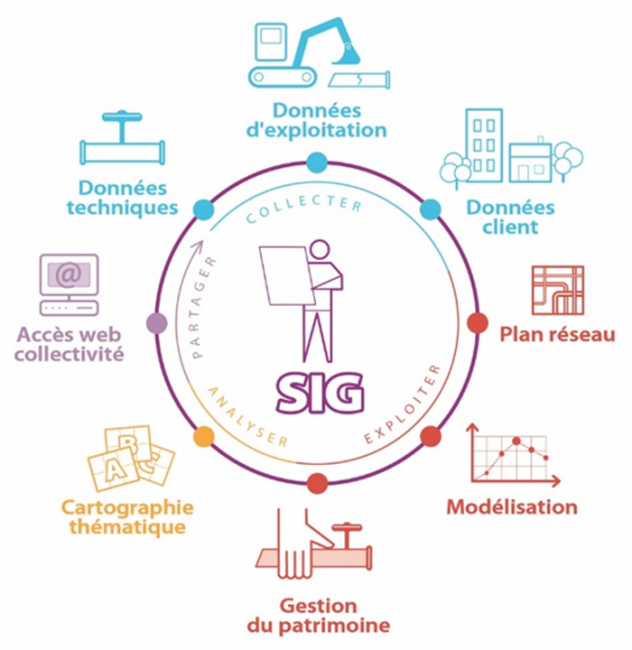 Données
d'exploitation
Données
techniques
Données
client
COLLECTER
PARTAGER
@
Accès web
collectivité
Plan réseau
SIG
ANALYSER
EXPLOITER
B
A
C
Cartographie
thématique
Modélisation
Gestion
du patrimoine